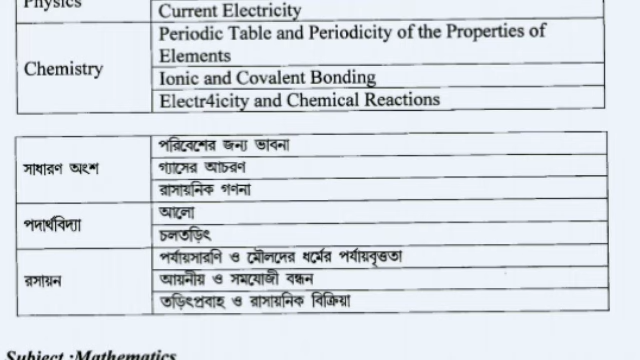 Physics
Current Electricity
Chemistry
Periodic Table and Periodicity of the Properties of
Elements
Ionic and Covalent Bonding
Electr4icity and Chemical Reactions
সাধারণ অংশ
পরিবেশের জন্য ভাবনা
গ্যাসের আচরণ
রাসায়নিক গণনা
পদার্থবিদ্যা
আলো
চলতড়িৎ
রসায়ন
পর্যায়সারণি ও মৌলদের ধর্মের পর্যায়বৃত্ততা
আয়নীয় ও সমযোজী বন্ধন
তড়িৎপ্রবাহ ও রাসায়নিক বিক্রিয়া
Subject :Mathematics